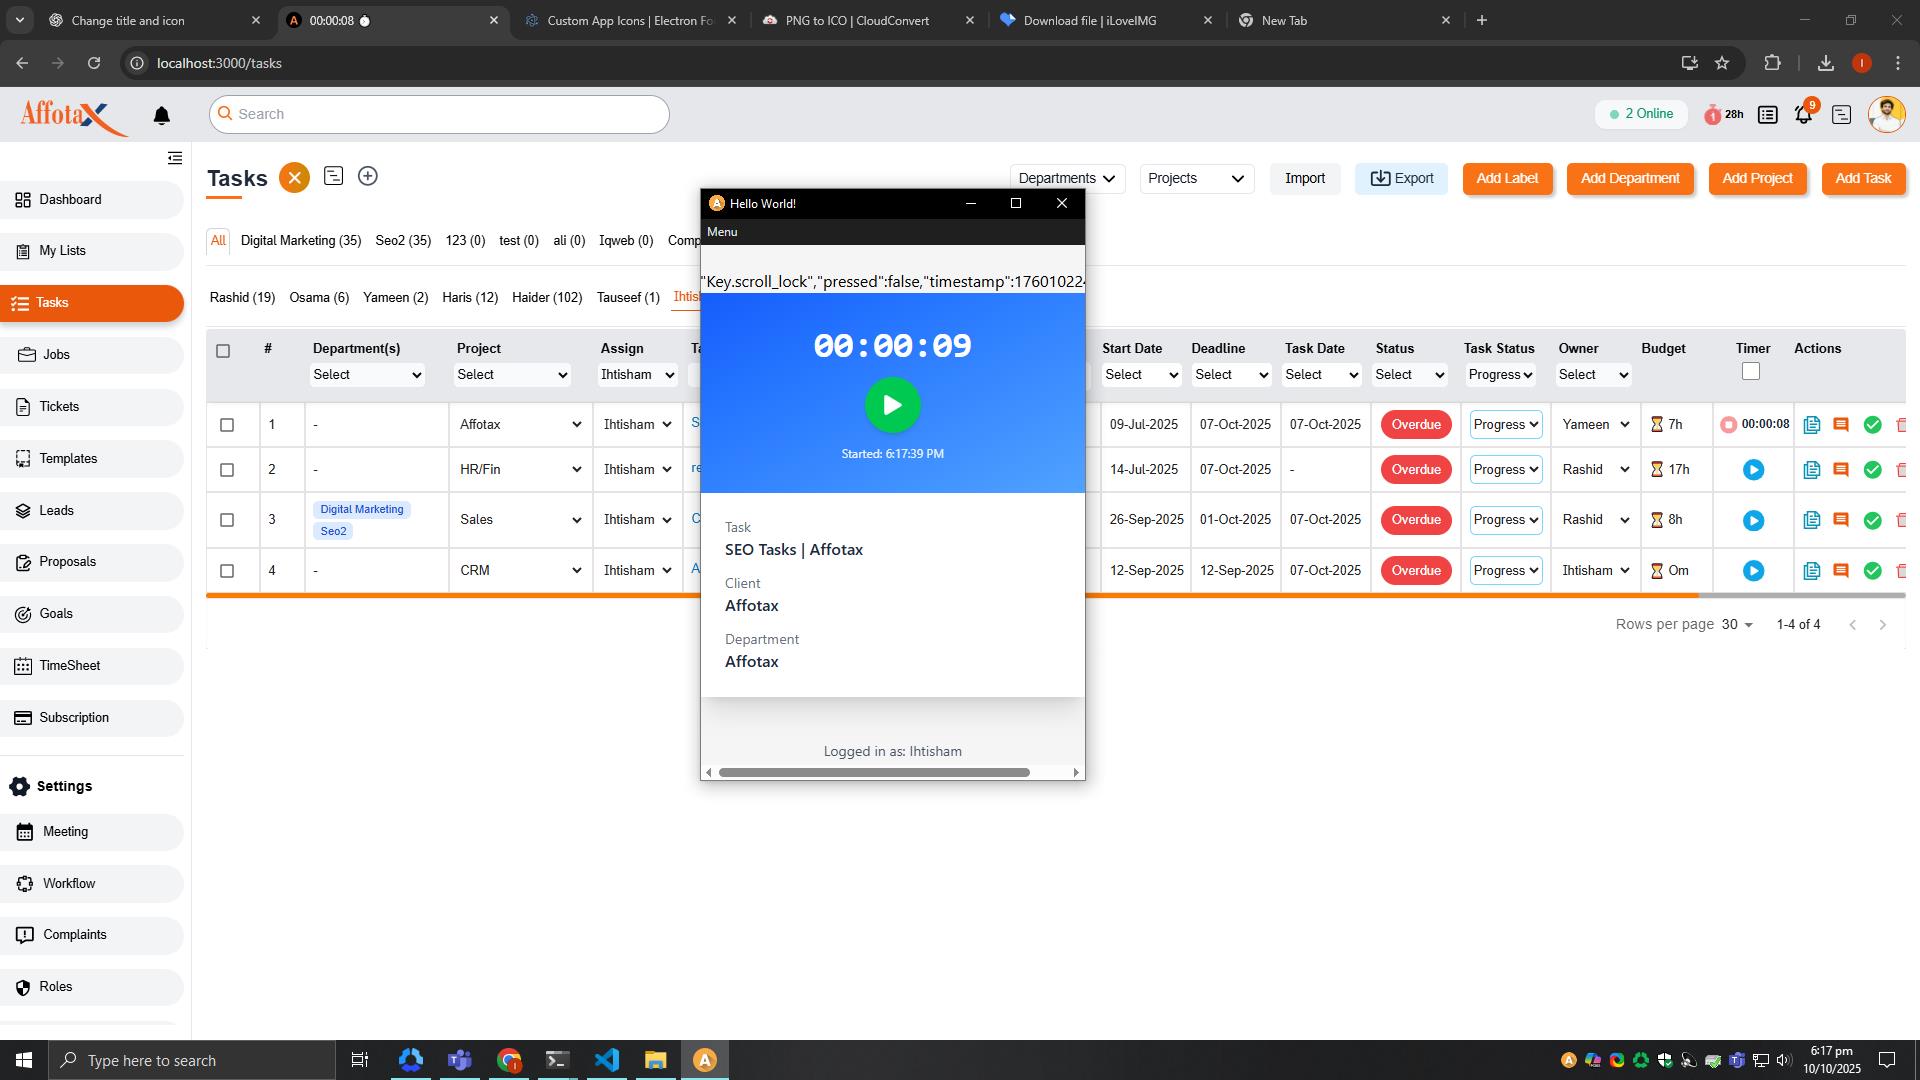 Change title and icon
00:00:08
Custom App Icons | Electron Fo
PNG to ICO | CloudConvert
Download file | iLoveIMG
New Tab
localhost:3000/tasks
I
AffotaX
Search
2 Online
1
28h
9
Tasks
Departments
Projects
Import
Export
Add Label
Add Department
Add Project
Add Task
Dashboard
My Lists
Tasks
Jobs
Tickets
Templates
Leads
Proposals
Goals
TimeSheet
Subscription
Settings
Meeting
Workflow
Complaints
Roles
All
Digital Marketing (35)
Seo2 (35)
123 (0)
test (0)
ali (0)
Iqweb (0)
Comp
Rashid (19)
Osama (6)
Yameen (2)
Haris (12)
Haider (102)
Tauseef (1)
Ihtis
# Department(s) Project Assign Ta Start Date Deadline Task Date Status Task Status Owner Budget Timer Actions
Select Select Ihtisham Select Select Select Select Progress Select
1 - Affotax Ihtisham S 09-Jul-2025 07-Oct-2025 07-Oct-2025 Overdue Progress Yameen 7h 00:00:08
2 - HR/Fin Ihtisham re 14-Jul-2025 07-Oct-2025 - Overdue Progress Rashid 17h
3 Digital Marketing Seo2 Sales Ihtisham C 26-Sep-2025 01-Oct-2025 07-Oct-2025 Overdue Progress Rashid 8h
4 - CRM Ihtisham A 12-Sep-2025 12-Sep-2025 07-Oct-2025 Overdue Progress Ihtisham 0m
Rows per page 30 1-4 of 4
Hello World!
Menu
"Key.scroll_lock","pressed":false,"timestamp":176010224
00:00:09
Started: 6:17:39 PM
Task
SEO Tasks | Affotax
Client
Affotax
Department
Affotax
Logged in as: Ihtisham
Type here to search
6:17 pm
10/10/2025